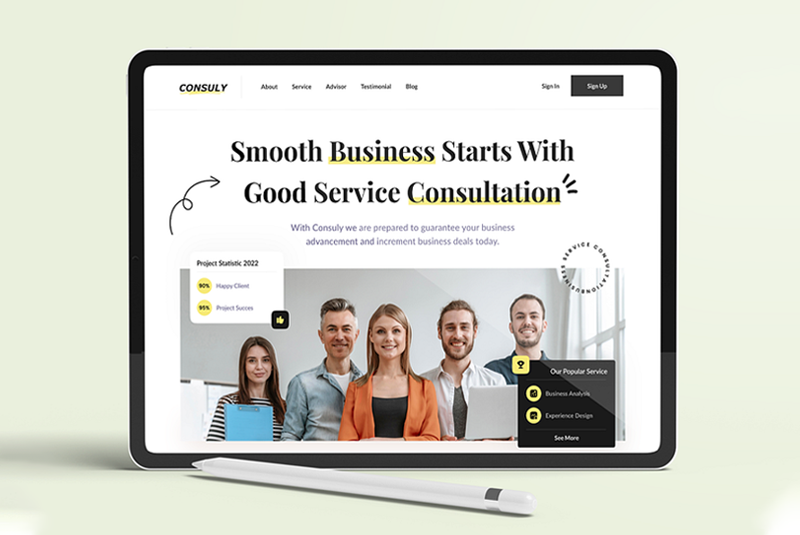 CONSULY
About Service Advisor Testimonial Blog
Sign In Sign Up
Smooth Business Starts With
Good Service Consultation
With Consuly we are prepared to guarantee your business
advancement and increment business deals today.
SERVICE CONSULTATION
BUSINESS
Project Statistic 2022
90% Happy Client
95% Project Succes
Our Popular Service
Business Analysis
Experience Design
See More